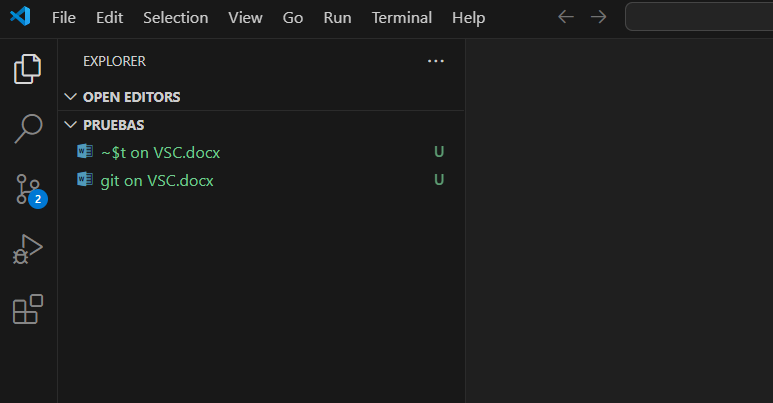 File Edit Selection View Go Run Terminal Help
EXPLORER ...
OPEN EDITORS
PRUEBAS
~$t on VSC.docx U
git on VSC.docx U
2